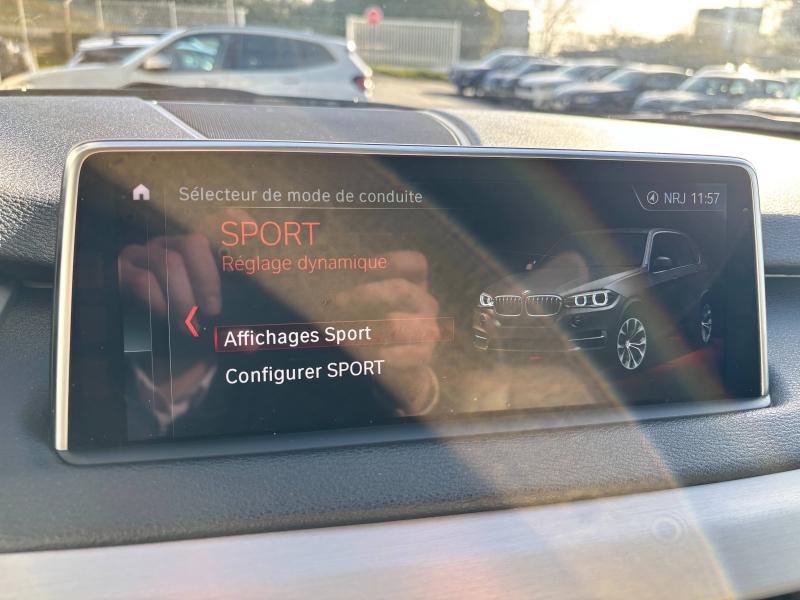 Sélecteur de mode de conduite
NRJ 11:57
SPORT
Réglage dynamique
Affichages Sport
Configurer SPORT